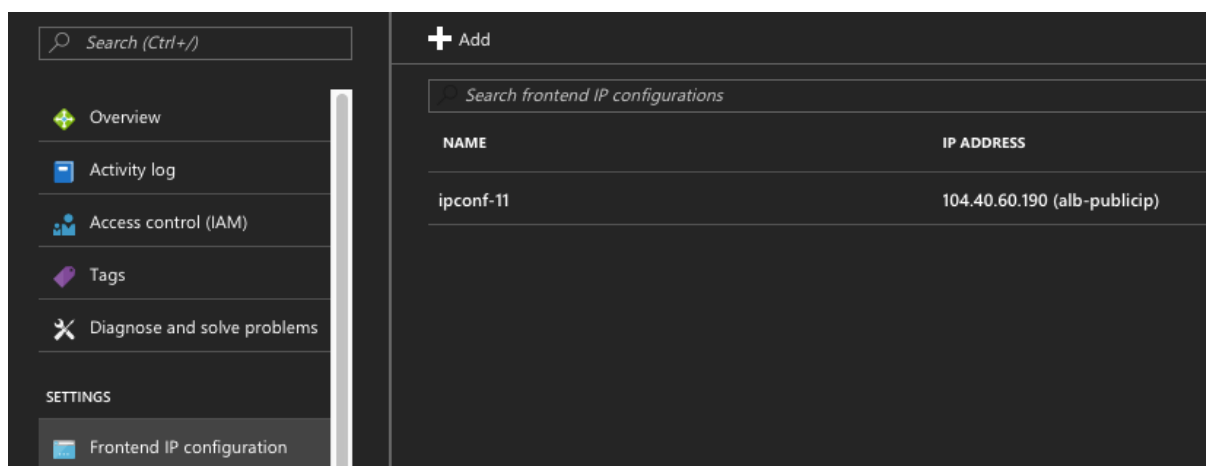 Search (Ctrl+/)
Overview
Activity log
Access control (IAM)
Tags
Diagnose and solve problems
SETTINGS
Frontend IP configuration
Add
Search frontend IP configurations
NAME IP ADDRESS
ipconf-11 104.40.60.190 (alb-publicip)